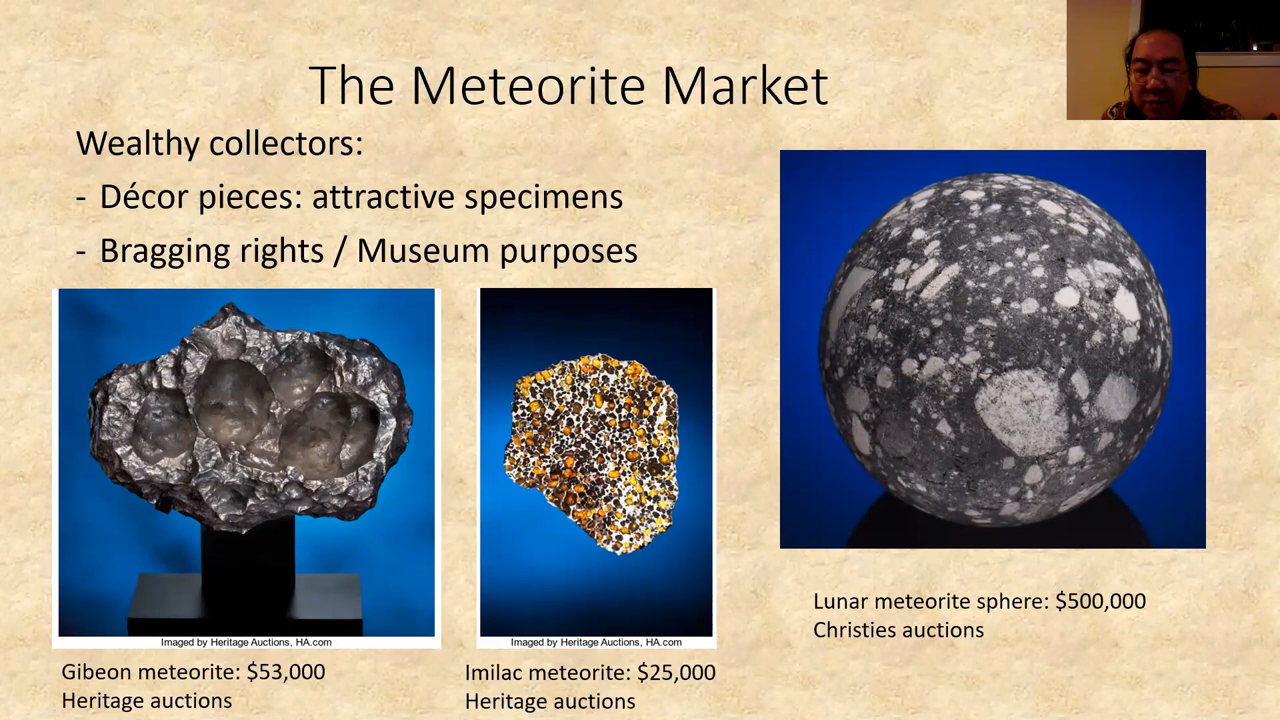 The Meteorite Market
Wealthy collectors:
- Décor pieces: attractive specimens
- Bragging rights / Museum purposes
Imaged by Heritage Auctions, HA.com
Imaged by Heritage Auctions, HA.com
Gibeon meteorite: $53,000
Heritage auctions
Imilac meteorite: $25,000
Heritage auctions
Lunar meteorite sphere: $500,000
Christies auctions